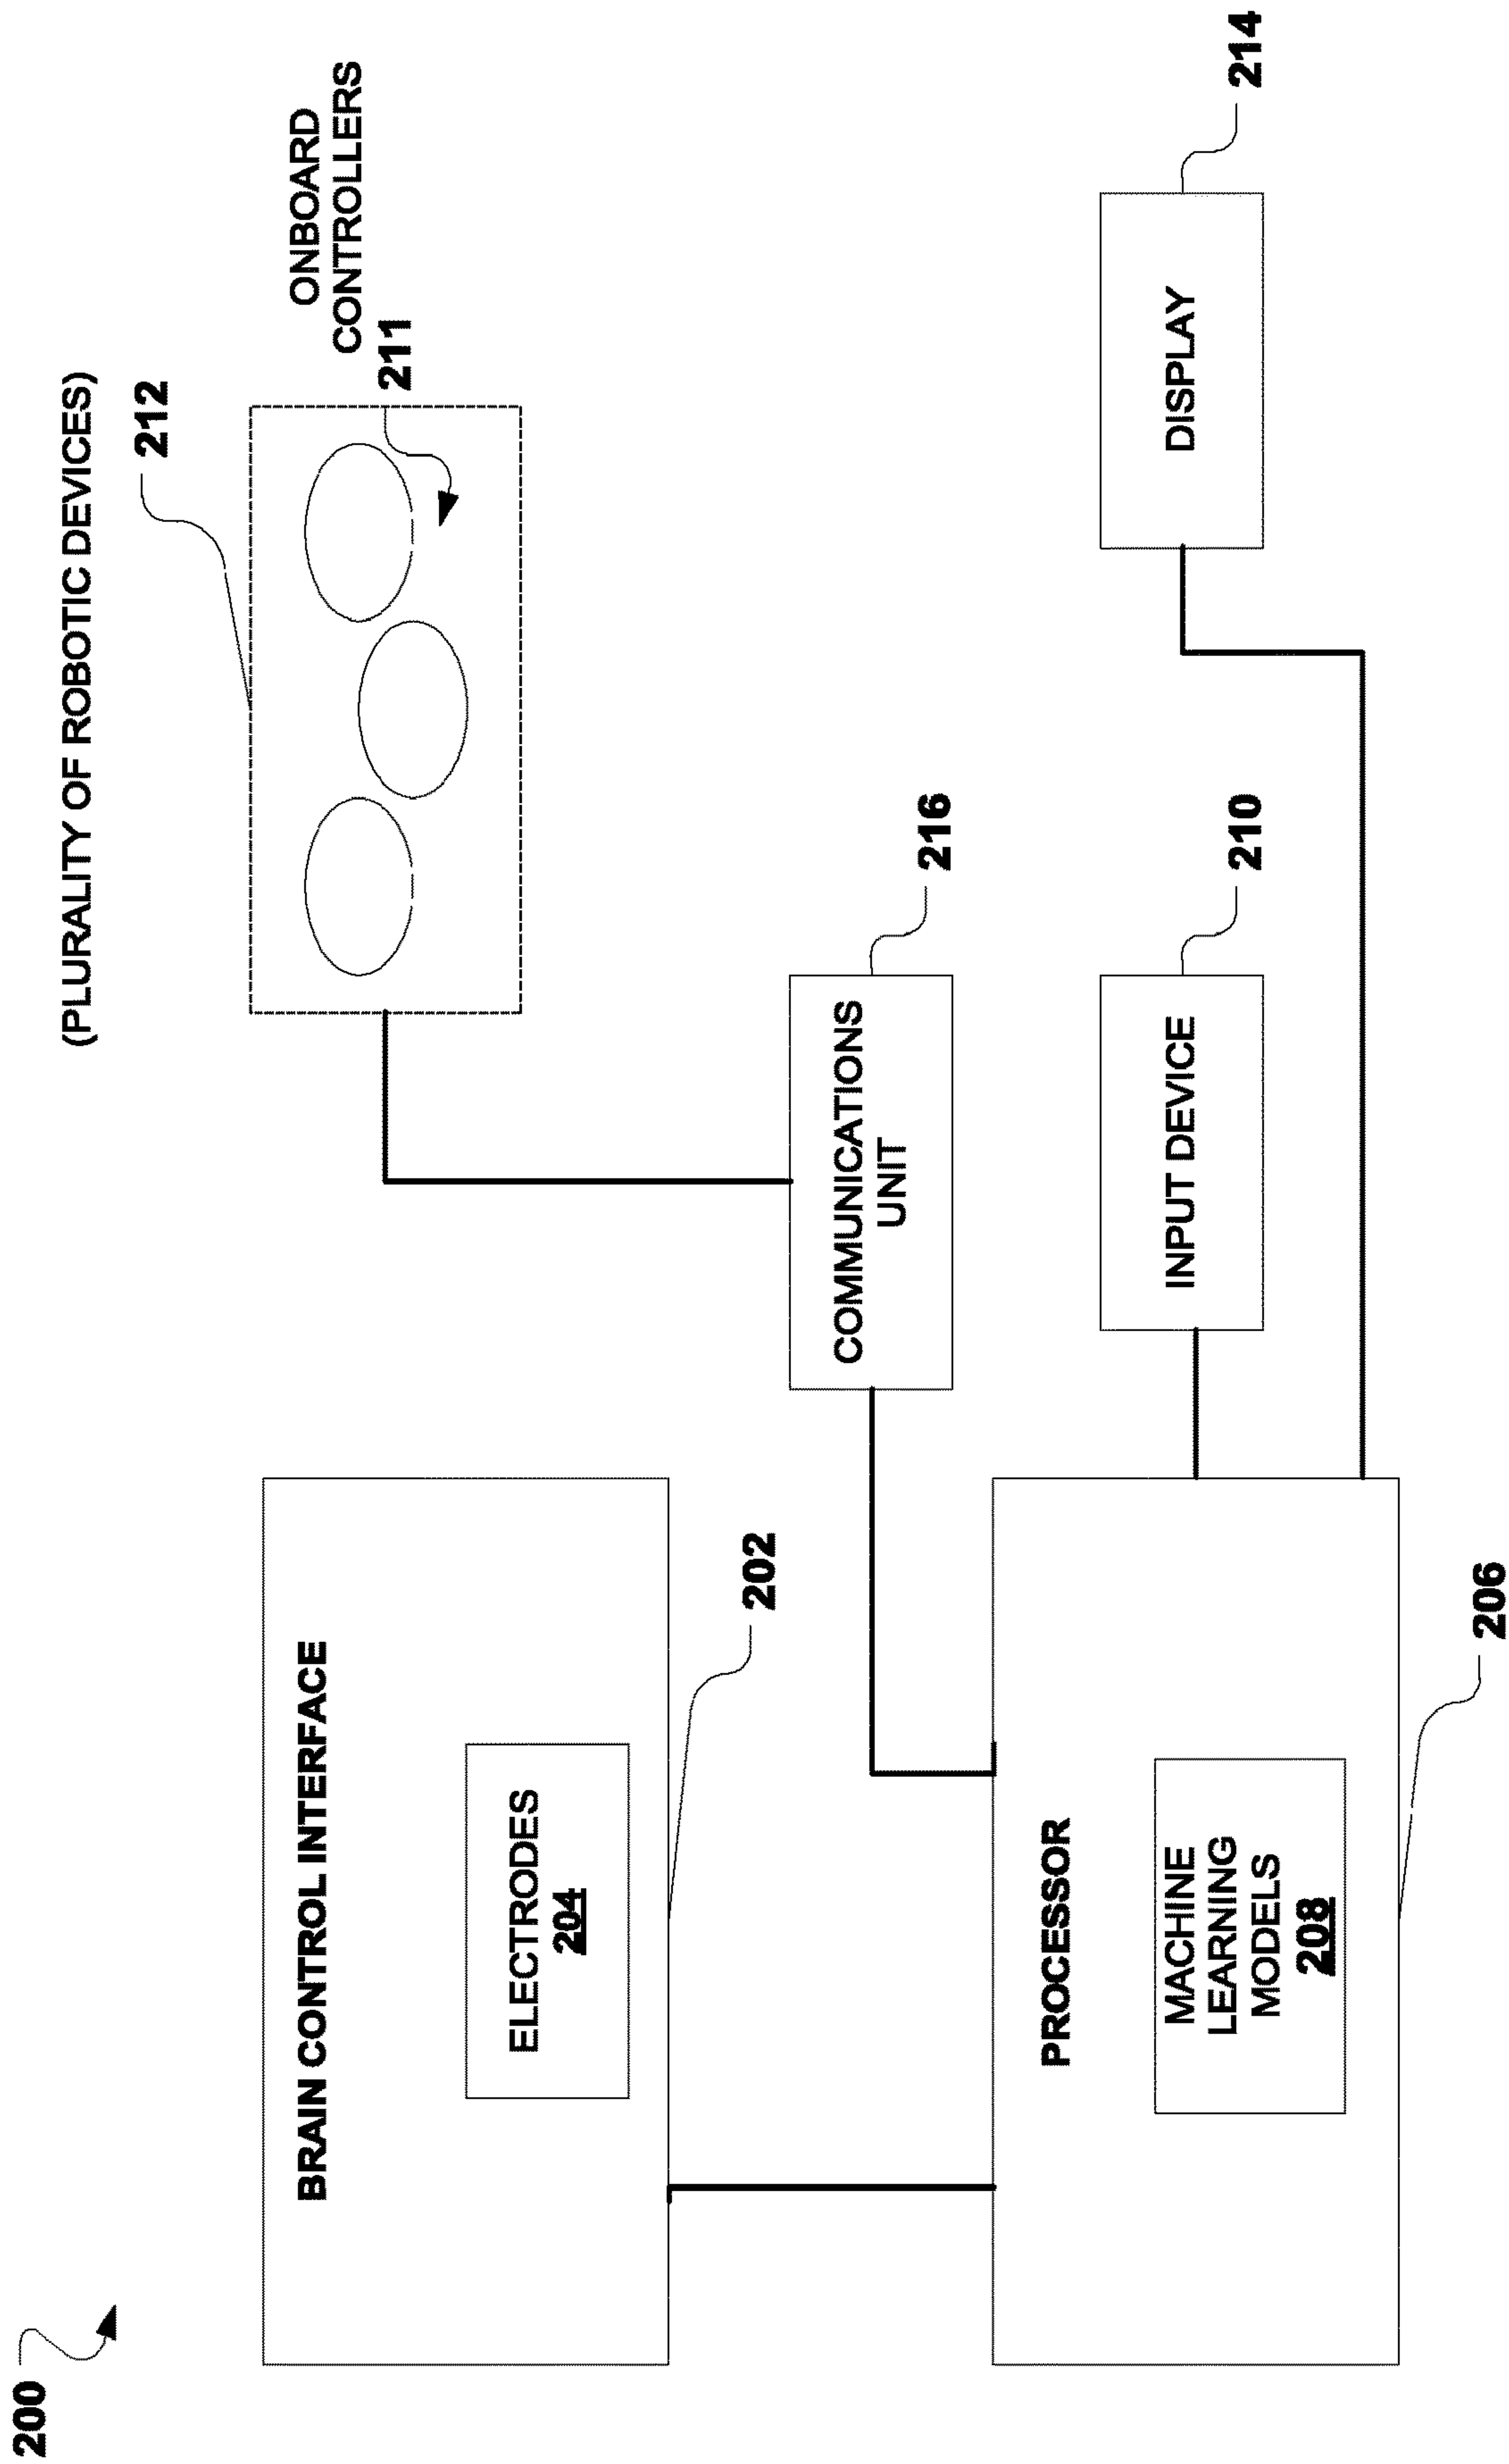 200
(PLURALITY OF ROBOTIC DEVICES)
212
ONBOARD
CONTROLLERS
211
BRAIN CONTROL INTERFACE
ELECTRODES
204
202
COMMUNICATIONS
UNIT
216
PROCESSOR
MACHINE
LEARNING
MODELS
208
206
INPUT DEVICE
210
DISPLAY
214